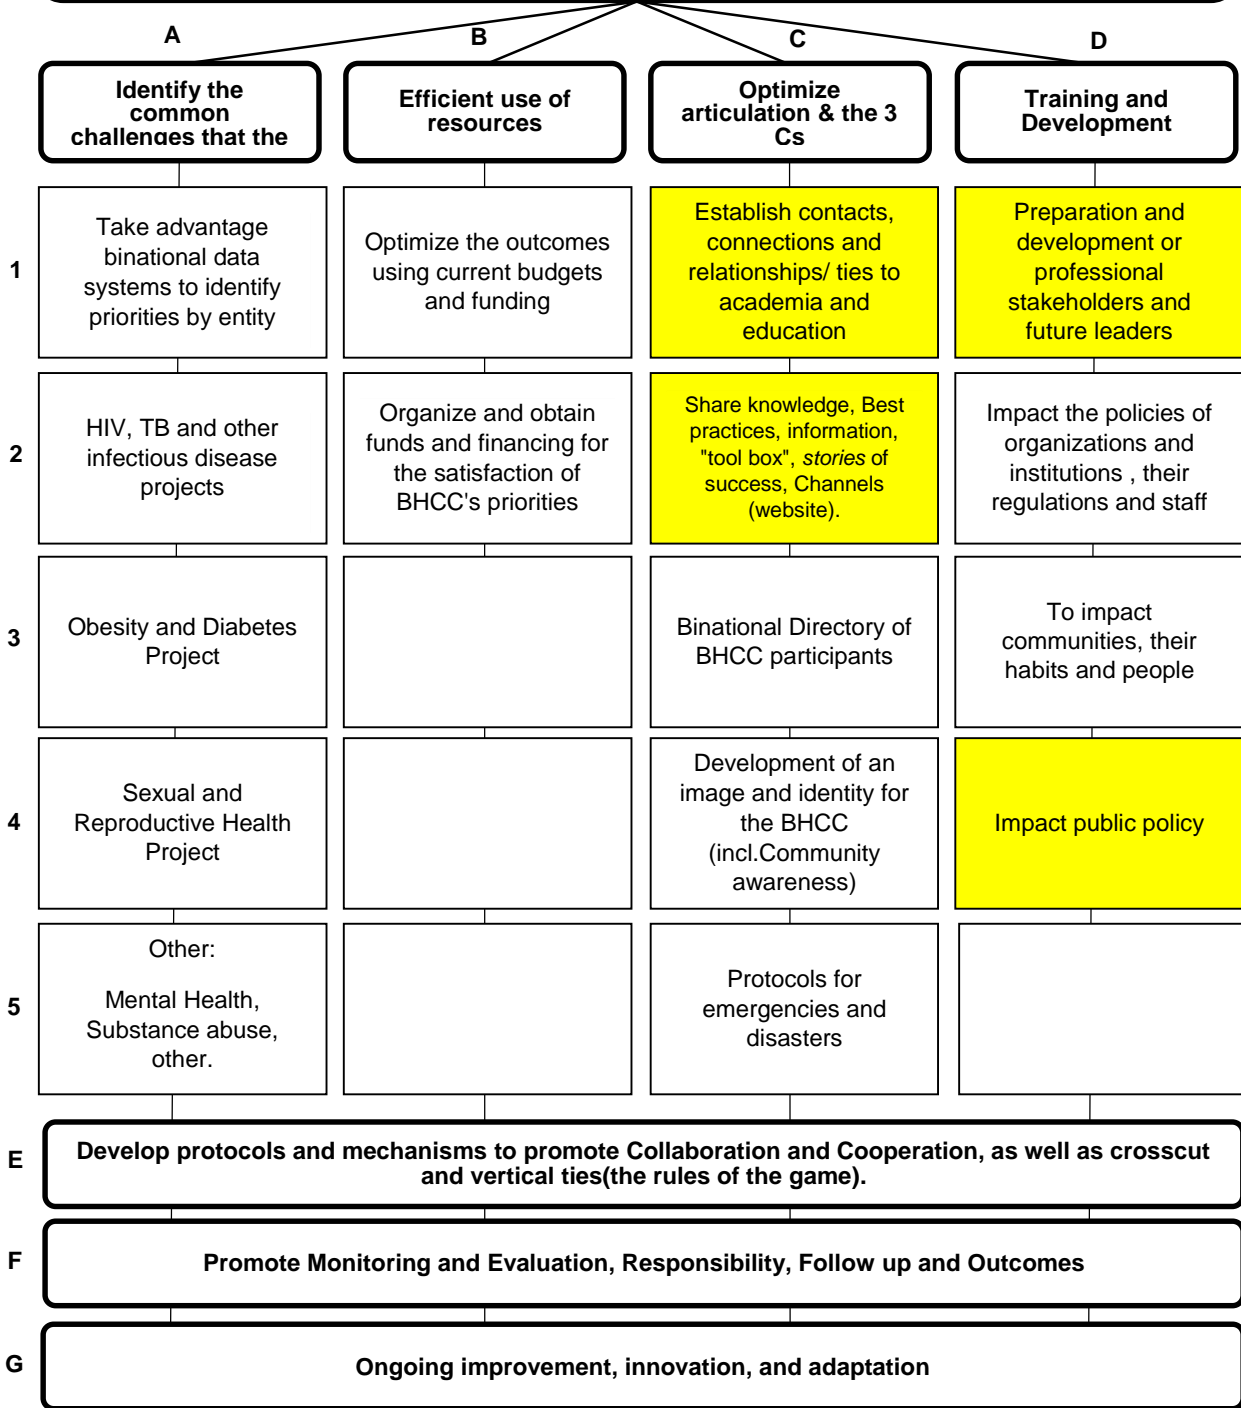 A
B
C
D
Identify the
common
challenges that the
Efficient use of
resources
Optimize
articulation & the 3
Cs
Training and
Development
1
Take advantage
binational data
systems to identify
priorities by entity
Optimize the outcomes
using current budgets
and funding
Establish contacts,
connections and
relationships/ ties to
academia and
education
Preparation and
development or
professional
stakeholders and
future leaders
2
HIV, TB and other
infectious disease
projects
Organize and obtain
funds and financing for
the satisfaction of
BHCC's priorities
Share knowledge, Best
practices, information,
"tool box", stories of
success, Channels
(website).
Impact the policies of
organizations and
institutions , their
regulations and staff
3
Obesity and Diabetes
Project
Binational Directory of
BHCC participants
To impact
communities, their
habits and people
4
Sexual and
Reproductive Health
Project
Development of an
image and identity for
the BHCC
(incl.Community
awareness)
Impact public policy
5
Other:
Mental Health,
Substance abuse,
other.
Protocols for
emergencies and
disasters
E
Develop protocols and mechanisms to promote Collaboration and Cooperation, as well as crosscut
and vertical ties(the rules of the game).
F
Promote Monitoring and Evaluation, Responsibility, Follow up and Outcomes
G
Ongoing improvement, innovation, and adaptation